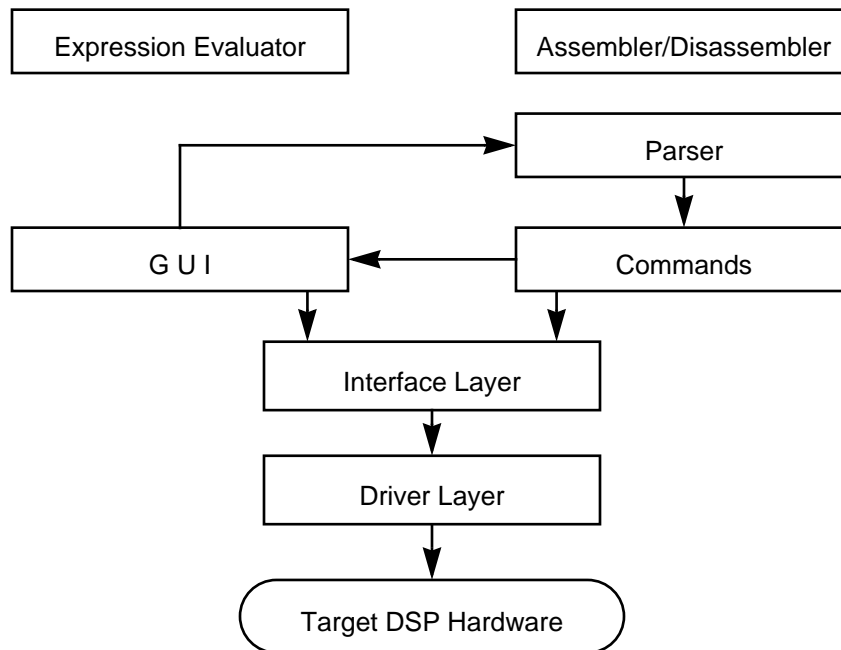 Expression Evaluator
Assembler/Disassembler
Parser
G U I
Commands
Interface Layer
Driver Layer
Target DSP Hardware